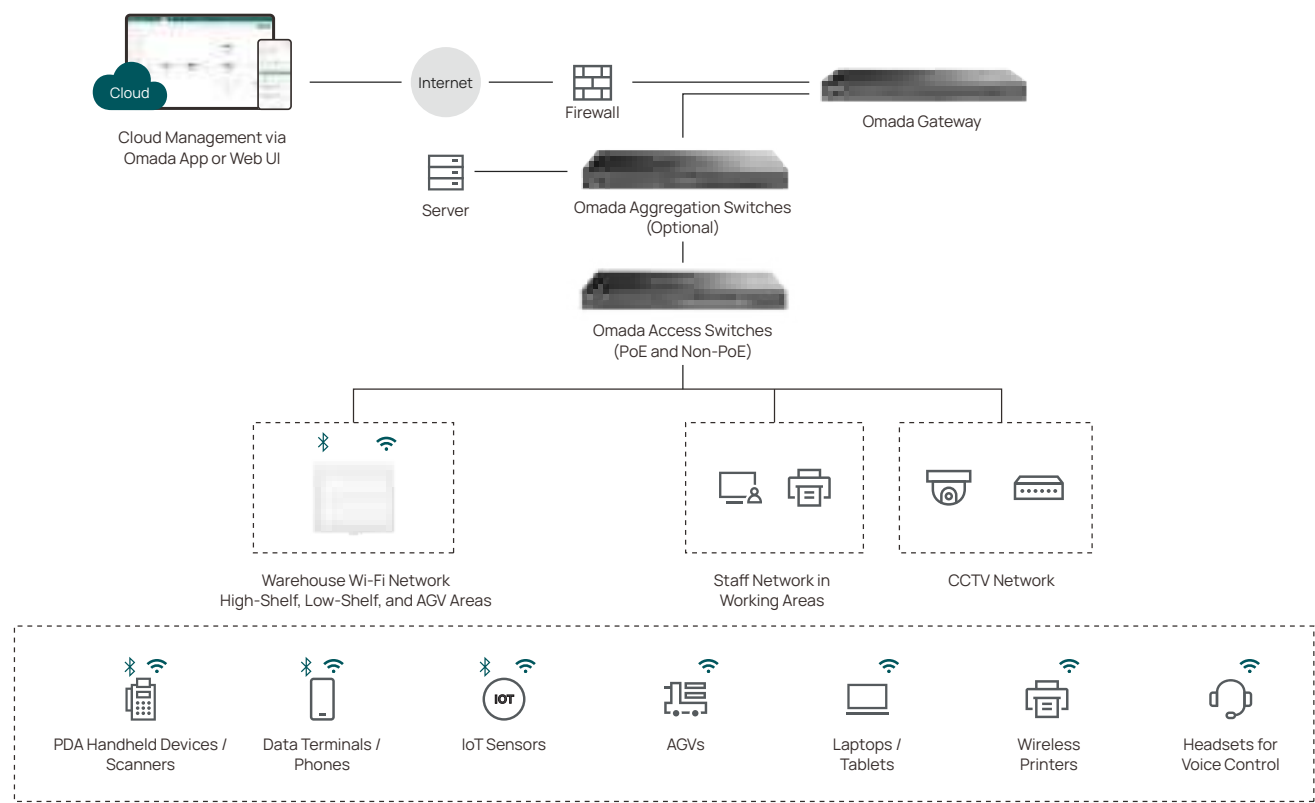 Cloud
Cloud Management via
Omada App or Web UI
Internet
Firewall
Omada Gateway
Server
Omada Aggregation Switches
(Optional)
Omada Access Switches
(PoE and Non-PoE)
Warehouse Wi-Fi Network
High-Shelf, Low-Shelf, and AGV Areas
Staff Network in
Working Areas
CCTV Network
IOT
PDA Handheld Devices /
Scanners
Data Terminals /
Phones
IoT Sensors
AGVs
Laptops /
Tablets
Wireless
Printers
Headsets for
Voice Control